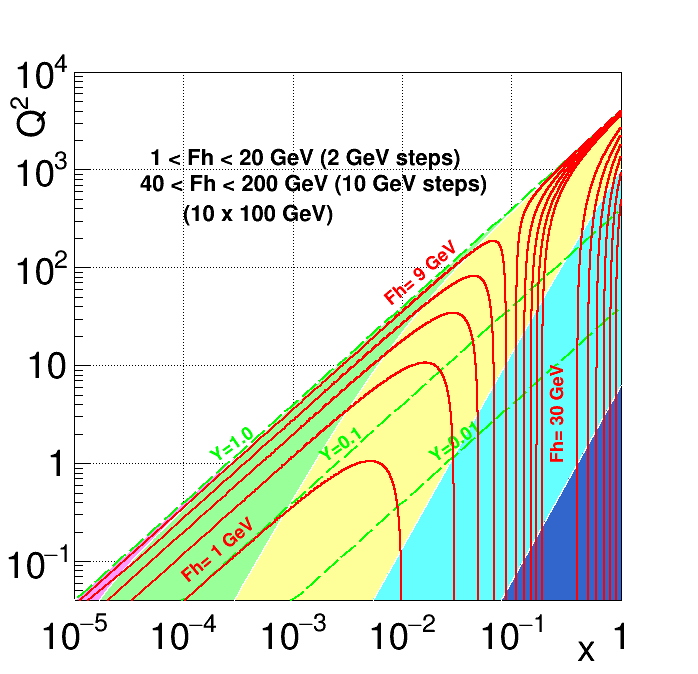 10⁴
Q²
1 < Fh < 20 GeV (2 GeV steps)
10³
40 < Fh < 200 GeV (10 GeV steps)
(10 x 100 GeV)
Fh= 9 GeV
10²
10
Fh= 30 GeV
Y=1.0
Y=0.1
Y=0.01
1
Fh= 1 GeV
10⁻¹
10⁻⁵
10⁻⁴
10⁻³
10⁻²
10⁻¹
1
x